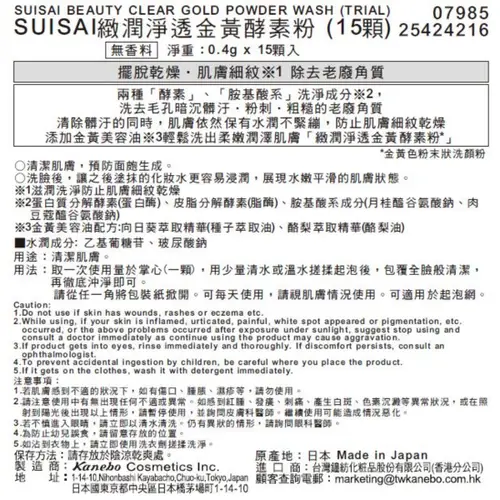 SUISAI BEAUTY CLEAR GOLD POWDER WASH (TRIAL) 07985
SUISAI緻潤淨透金黃酵素粉 (15顆) 25424216
無香料 淨重：0.4g x 15顆入
擺脫乾燥・肌膚細紋※1 除去老廢角質
兩種「酵素」、「胺基酸系」洗淨成分※2，
洗去毛孔暗沉髒汙・粉刺・粗糙的老廢角質
清除髒汙的同時，肌膚依然保有水潤不緊繃，防止肌膚細紋乾燥
添加金黃美容油※3輕鬆洗出柔嫩潤澤肌膚「緻潤淨透金黃酵素粉*」
*金黃色粉末狀洗顏粉
○清潔肌膚，預防面皰生成。
○洗臉後，讓之後塗抹的化妝水更容易浸潤，展現水嫩平滑的肌膚狀態。
※1滋潤洗淨防止肌膚細紋乾燥
※2蛋白質分解酵素(蛋白酶)、皮脂分解酵素(脂酶)、胺基酸系成分(月桂醯谷氨酸鈉、肉
豆蔻醯谷氨酸鈉)
※3金黃美容油配方:向日葵萃取精華(種子萃取油)、酪梨萃取精華(酪梨油)
■水潤成分: 乙基葡糖苷、玻尿酸鈉
用途：清潔肌膚。
用法：取一次使用量於掌心(一顆)，用少量清水或溫水搓揉起泡後，包覆全臉般清潔，
再徹底沖淨即可。
請從任一角將包裝紙掀開。可每天使用，請視肌膚情況使用。可適用於起泡網。
Caution:
1.Do not use if skin has wounds, rashes or eczema etc.
2.While using, if your skin is inflamed, urticated, painful, white spot appeared or pigmentation, etc.
occurred, or the above problems occurred after exposure under sunlight, suggest stop using and
consult a doctor immediately as continue using the product may cause aggravation.
3.If product gets into eyes, rinse immediately and thoroughly. If discomfort persists, consult an
ophthalmologist.
4.To prevent accidental ingestion by children, be careful where you place the product.
5.If it gets on the clothes, wash it with detergent immediately.
注意事項：
1.若肌膚感到不適的狀況下，如有傷口、腫脹、濕疹等，請勿使用。
2.請注意使用中有無出現任何不適或異常。如感到紅腫、發癢、刺痛、產生白斑、色素沉澱等異常狀況，或在照
射到陽光後出現以上情形，請暫停使用，並詢問皮膚科醫師。繼續使用可能造成情況惡化。
3.若不慎進入眼睛，請立即以清水清洗。仍有異狀的情形，請詢問眼科醫師。
4.為防止幼兒誤食，請留意存放的位置。
5.如沾到衣物上，請立即使用洗衣劑搓揉洗淨。
保存方法：請存放於陰涼乾爽處。 原產地：日本 Made in Japan
製造商：Kanebo Cosmetics Inc. 進口商：台灣鐘紡化粧品股份有限公司
地址：1-14-10,Nihonbashi Kayabacho,Chuo-ku,Tokyo,Japan 顧客查詢電郵：marketing@twkanebo.com.tw
日本國東京都中央區日本橋茅場町1-14-10